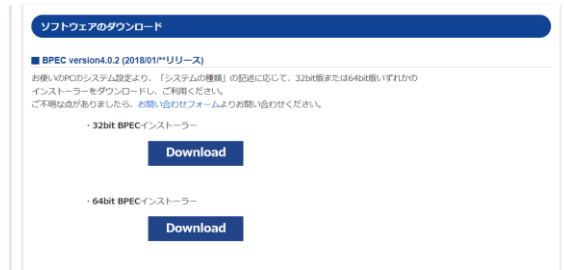 ソフトウェアのダウンロード
■ BPEC version4.0.2 (2018/01/**リリース)
お使いのPCのシステム設定より、「システムの種類」の記述に応じて、32bit版または64bit版いずれかの
インストーラーをダウンロードし、ご利用ください。
ご不明な点がありましたら、お問い合わせフォームよりお問い合わせください。
・32bit BPECインストーラー
Download
・64bit BPECインストーラー
Download